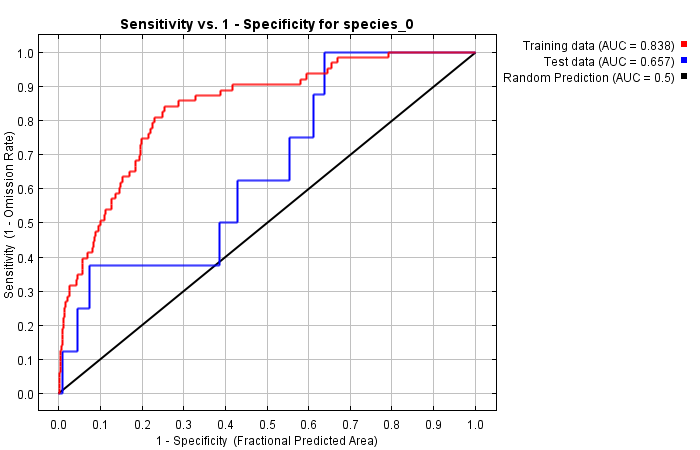 Sensitivity vs. 1 - Specificity for species_0
Training data (AUC = 0.838)
Test data (AUC = 0.657)
Random Prediction (AUC = 0.5)
Sensitivity (1 - Omission Rate)
1.0
0.9
0.8
0.7
0.6
0.5
0.4
0.3
0.2
0.1
0.0
0.0 0.1 0.2 0.3 0.4 0.5 0.6 0.7 0.8 0.9 1.0
1 - Specificity (Fractional Predicted Area)